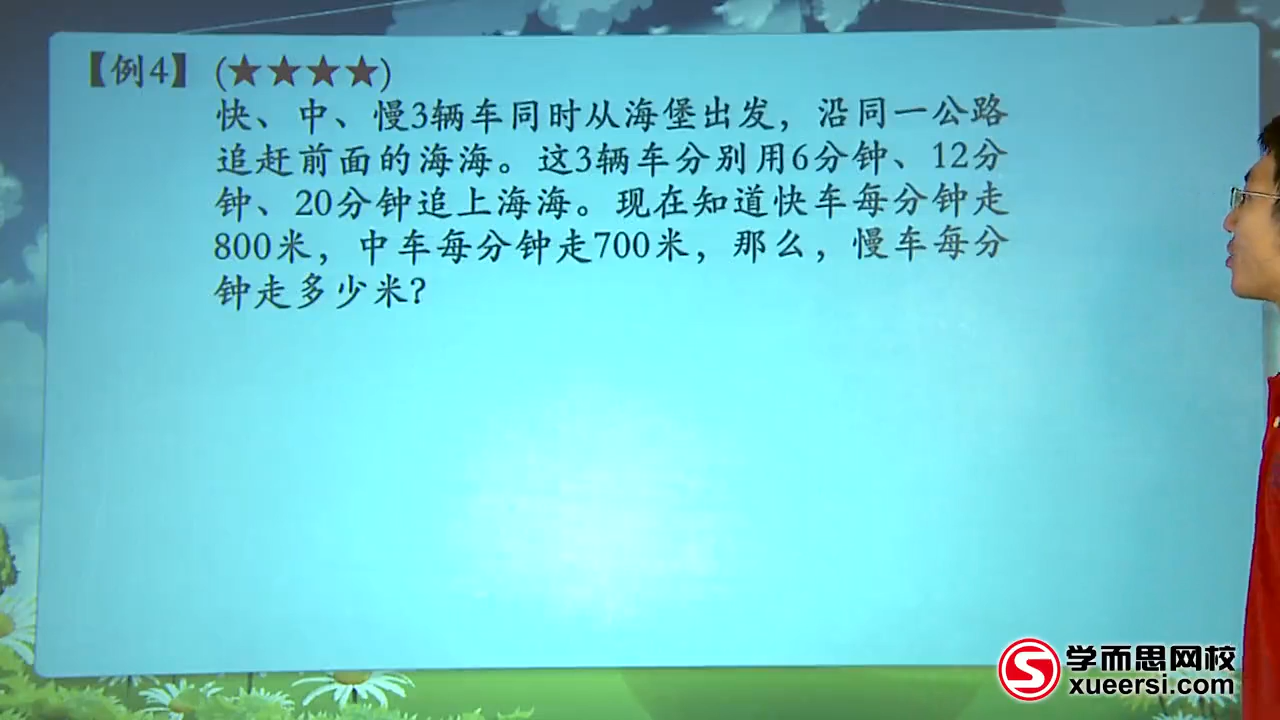 【例4】(★★★★)
快、中、慢3辆车同时从海堡出发，沿同一公路
追赶前面的海海。这3辆车分别用6分钟、12分
钟、20分钟追上海海。现在知道快车每分钟走
800米，中车每分钟走700米，那么，慢车每分
钟走多少米?
学而思网校
xueersi.com